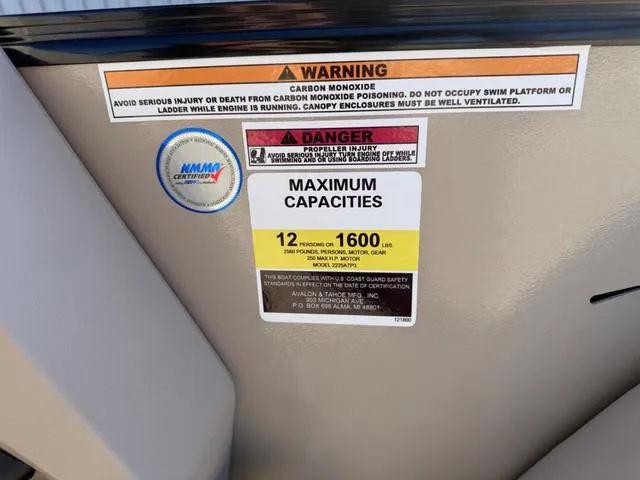 WARNING
CARBON MONOXIDE
AVOID SERIOUS INJURY OR DEATH FROM CARBON MONOXIDE POISONING. DO NOT OCCUPY SWIM PLATFORM OR
LADDER WHILE ENGINE IS RUNNING. CANOPY ENCLOSURES MUST BE WELL VENTILATED.
DANGER
PROPELLER INJURY
AVOID SERIOUS INJURY TURN ENGINE OFF WHILE
SWIMMING AND OR USING BOARDING LADDERS.
NMMA
CERTIFIED
MAXIMUM
CAPACITIES
12 PERSONS OR 1600 LBS.
2560 POUNDS, PERSONS, MOTOR, GEAR
250 MAX H.P. MOTOR
MODEL 2225ATP3
THIS BOAT COMPLIES WITH U.S. COAST GUARD SAFETY
STANDARDS IN EFFECT ON THE DATE OF CERTIFICATION
AVALON & TAHOE MFG., INC.
903 MICHIGAN AVE.
P.O. BOX 698 ALMA, MI 48801
121800